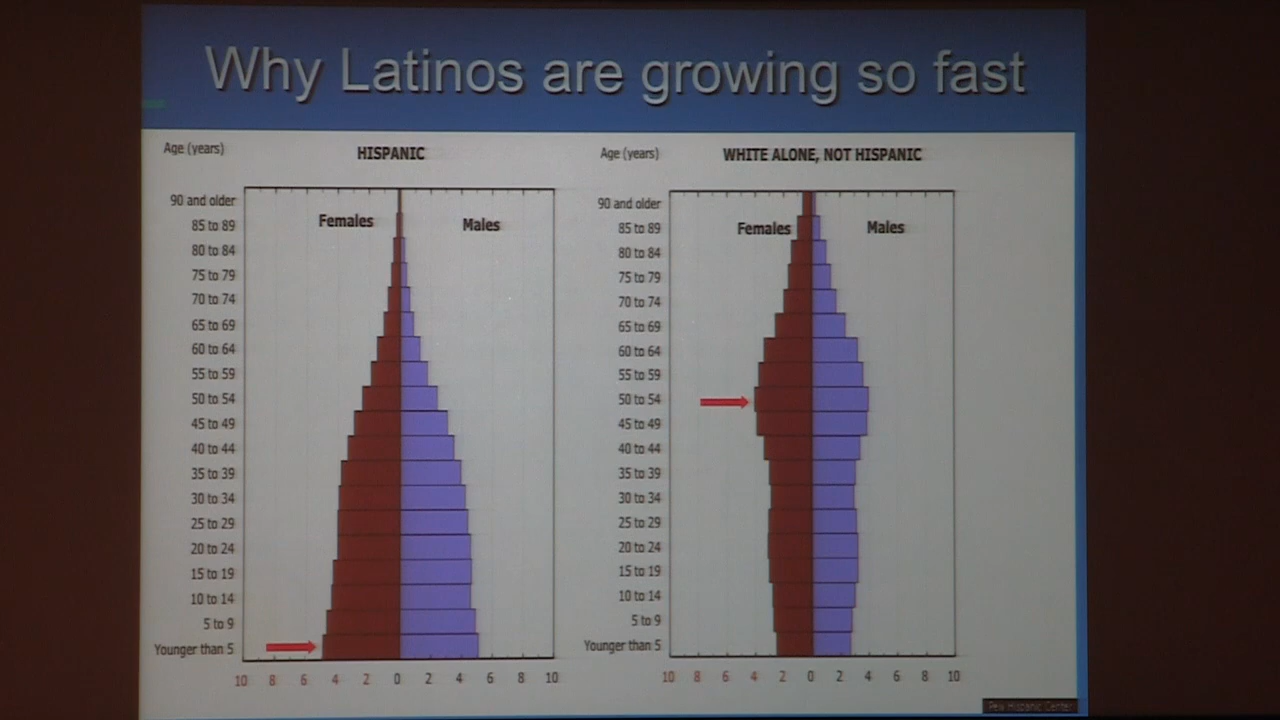 Why Latinos are growing so fast
Age (years)
HISPANIC
90 and older
85 to 89
80 to 84
75 to 79
70 to 74
65 to 69
60 to 64
55 to 59
50 to 54
45 to 49
40 to 44
35 to 39
30 to 34
25 to 29
20 to 24
15 to 19
10 to 14
5 to 9
Younger than 5
Females
Males
10 8 6 4 2 0 2 4 6 8 10
Age (years)
WHITE ALONE, NOT HISPANIC
90 and older
85 to 89
80 to 84
75 to 79
70 to 74
65 to 69
60 to 64
55 to 59
50 to 54
45 to 49
40 to 44
35 to 39
30 to 34
25 to 29
20 to 24
15 to 19
10 to 14
5 to 9
Younger than 5
Females
Males
10 8 6 4 2 0 2 4 6 8 10
Pew Hispanic Center